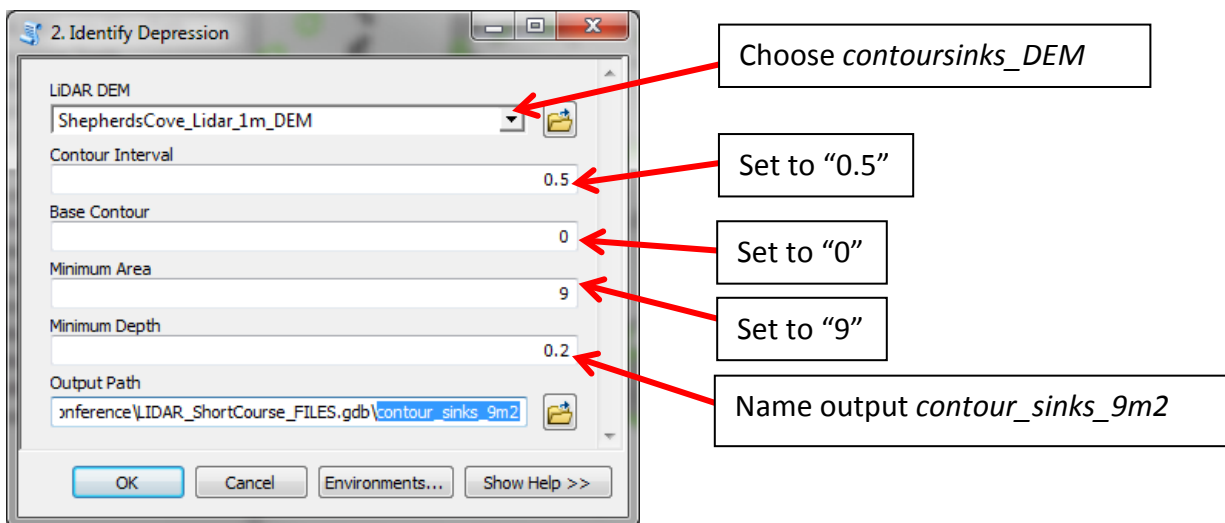 2. Identify Depression
LiDAR DEM
ShepherdsCove_Lidar_1m_DEM
Contour Interval
0.5
Base Contour
0
Minimum Area
9
Minimum Depth
0.2
Output Path
onference\LIDAR_ShortCourse_FILES.gdb\contour_sinks_9m2
OK
Cancel
Environments...
Show Help >>
Choose contoursinks_DEM
Set to “0.5”
Set to “0”
Set to “9”
Name output contour_sinks_9m2